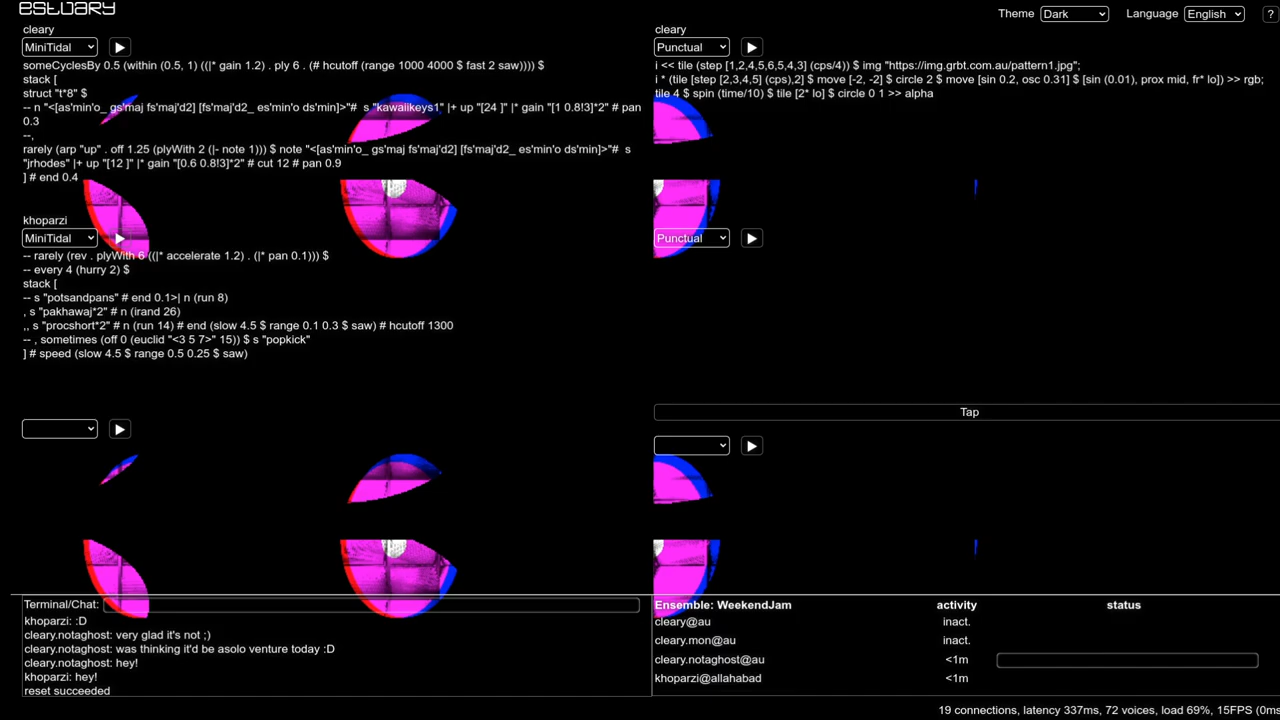 estuary
Theme Dark Language English ?
cleary
MiniTidal
someCyclesBy 0.5 (within (0.5, 1) ((|* gain 1.2) . ply 6 . (# hcutoff (range 1000 4000 $ fast 2 saw)))) $
stack [
struct "t*8" $
-- n "<[as'min'o_ gs'maj fs'maj'd2] [fs'maj'd2_ es'min'o ds'min]>"# s "kawaiikeys1" |+ up "[24 ]" |* gain "[1 0.8!3]*2" # pan
0.3
--,
rarely (arp "up" . off 1.25 (plyWith 2 (|- note 1))) $ note "<[as'min'o_ gs'maj fs'maj'd2] [fs'maj'd2_ es'min'o ds'min]>"# s
"jrhodes" |+ up "[12 ]" |* gain "[0.6 0.8!3]*2" # cut 12 # pan 0.9
] # end 0.4
cleary
Punctual
i << tile (step [1,2,4,5,6,5,4,3] (cps/4)) $ img "https://img.grbt.com.au/pattern1.jpg";
i * (tile [step [2,3,4,5] (cps),2] $ move [-2, -2] $ circle 2 $ move [sin 0.2, osc 0.31] $ [sin (0.01), prox mid, fr* lo]) >> rgb;
tile 4 $ spin (time/10) $ tile [2* lo] $ circle 0 1 >> alpha
khoparzi
MiniTidal
-- rarely (rev . plyWith 6 ((|* accelerate 1.2) . (|* pan 0.1))) $
-- every 4 (hurry 2) $
stack [
-- s "potsandpans" # end 0.1>| n (run 8)
, s "pakhawaj*2" # n (irand 26)
,, s "procshort*2" # n (run 14) # end (slow 4.5 $ range 0.1 0.3 $ saw) # hcutoff 1300
-- , sometimes (off 0 (euclid "<3 5 7>" 15)) $ s "popkick"
] # speed (slow 4.5 $ range 0.5 0.25 $ saw)
Punctual
Tap
Terminal/Chat:
khoparzi: :D
cleary.notaghost: very glad it's not ;)
cleary.notaghost: was thinking it'd be asolo venture today :D
cleary.notaghost: hey!
khoparzi: hey!
reset succeeded
Ensemble: WeekendJam activity status
cleary@au inact.
cleary.mon@au inact.
cleary.notaghost@au <1m
khoparzi@allahabad <1m
19 connections, latency 337ms, 72 voices, load 69%, 15FPS (0ms